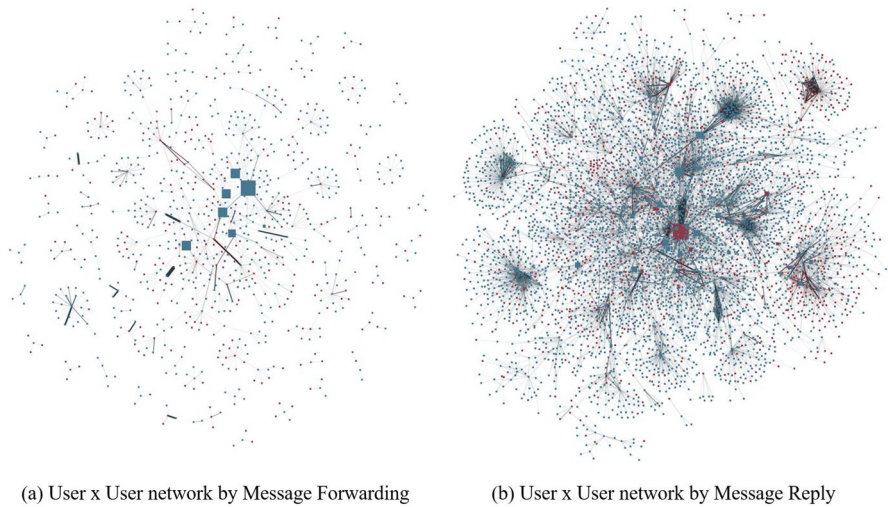 (a) User x User network by Message Forwarding
(b) User x User network by Message Reply